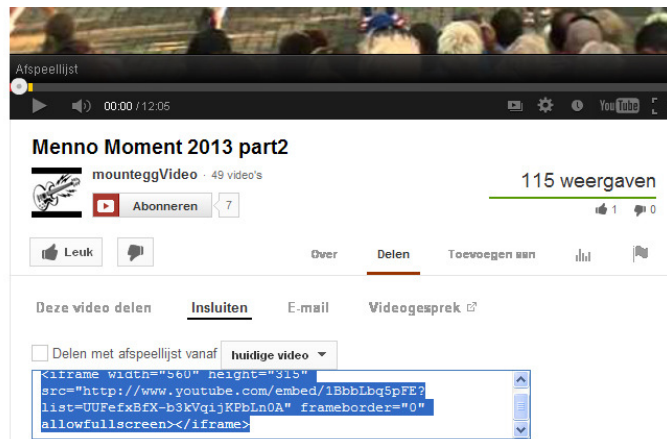 Afspeellijst
00:00 / 12:05
YouTube
Menno Moment 2013 part2
mounteggVideo · 49 video's
Abonneren 7
115 weergaven
1 0
Leuk
Over Delen Toevoegen aan
Deze video delen Insluiten E-mail Videogesprek
Delen met afspeellijst vanaf huidige video
<iframe width="560" height="315"
src="http://www.youtube.com/embed/1BbbLbq5pFE?
list=UUFefxBfX-b3kVqijKPbLn0A" frameborder="0"
allowfullscreen></iframe>